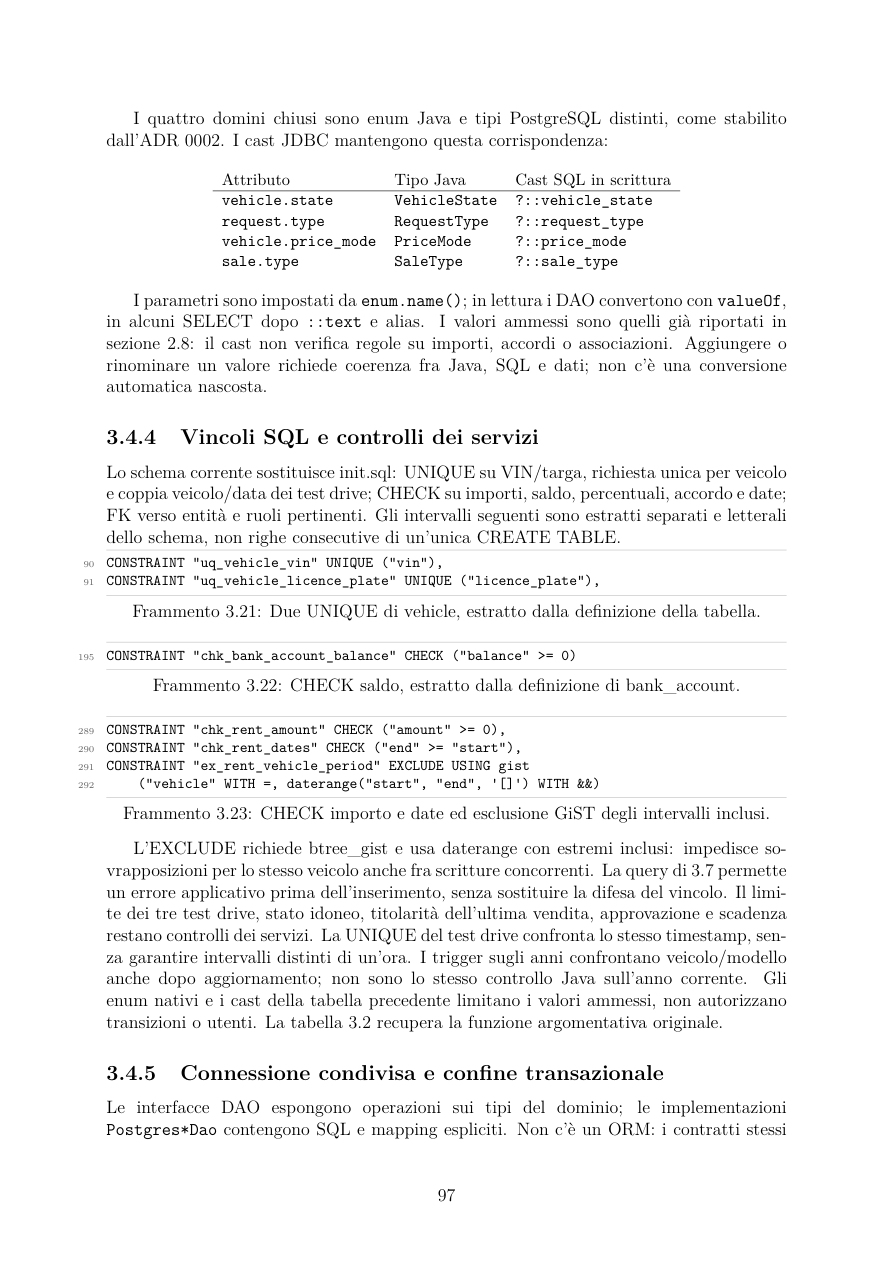 I quattro domini chiusi sono enum Java e tipi PostgreSQL distinti, come stabilito
dall'ADR 0002. I cast JDBC mantengono questa corrispondenza:
Attributo Tipo Java Cast SQL in scrittura
vehicle.state VehicleState ?::vehicle_state
request.type RequestType ?::request_type
vehicle.price_mode PriceMode ?::price_mode
sale.type SaleType ?::sale_type
I parametri sono impostati da enum.name(); in lettura i DAO convertono con valueOf,
in alcuni SELECT dopo ::text e alias. I valori ammessi sono quelli già riportati in
sezione 2.8: il cast non verifica regole su importi, accordi o associazioni. Aggiungere o
rinominare un valore richiede coerenza fra Java, SQL e dati; non c'è una conversione
automatica nascosta.
3.4.4 Vincoli SQL e controlli dei servizi
Lo schema corrente sostituisce init.sql: UNIQUE su VIN/targa, richiesta unica per veicolo
e coppia veicolo/data dei test drive; CHECK su importi, saldo, percentuali, accordo e date;
FK verso entità e ruoli pertinenti. Gli intervalli seguenti sono estratti separati e letterali
dello schema, non righe consecutive di un'unica CREATE TABLE.
90 CONSTRAINT "uq_vehicle_vin" UNIQUE ("vin"),
91 CONSTRAINT "uq_vehicle_licence_plate" UNIQUE ("licence_plate"),
Frammento 3.21: Due UNIQUE di vehicle, estratto dalla definizione della tabella.
195 CONSTRAINT "chk_bank_account_balance" CHECK ("balance" >= 0)
Frammento 3.22: CHECK saldo, estratto dalla definizione di bank_account.
289 CONSTRAINT "chk_rent_amount" CHECK ("amount" >= 0),
290 CONSTRAINT "chk_rent_dates" CHECK ("end" >= "start"),
291 CONSTRAINT "ex_rent_vehicle_period" EXCLUDE USING gist
292 ("vehicle" WITH =, daterange("start", "end", '[]') WITH &&)
Frammento 3.23: CHECK importo e date ed esclusione GiST degli intervalli inclusi.
L'EXCLUDE richiede btree_gist e usa daterange con estremi inclusi: impedisce so-
vrapposizioni per lo stesso veicolo anche fra scritture concorrenti. La query di 3.7 permette
un errore applicativo prima dell'inserimento, senza sostituire la difesa del vincolo. Il limi-
te dei tre test drive, stato idoneo, titolarità dell'ultima vendita, approvazione e scadenza
restano controlli dei servizi. La UNIQUE del test drive confronta lo stesso timestamp, sen-
za garantire intervalli distinti di un'ora. I trigger sugli anni confrontano veicolo/modello
anche dopo aggiornamento; non sono lo stesso controllo Java sull'anno corrente. Gli
enum nativi e i cast della tabella precedente limitano i valori ammessi, non autorizzano
transizioni o utenti. La tabella 3.2 recupera la funzione argomentativa originale.
3.4.5 Connessione condivisa e confine transazionale
Le interfacce DAO espongono operazioni sui tipi del dominio; le implementazioni
Postgres*Dao contengono SQL e mapping espliciti. Non c'è un ORM: i contratti stessi
97